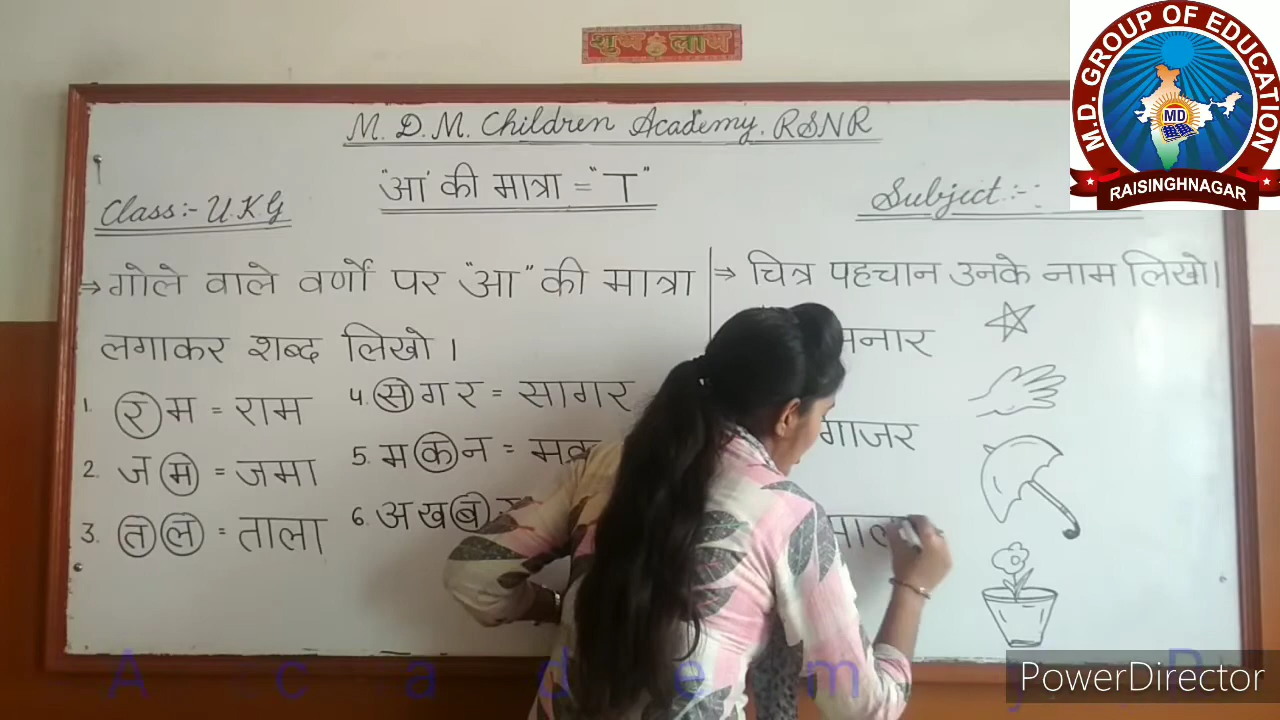 शुभ लाभ
M.D. GROUP OF EDUCATION
MD
RAISINGHNAGAR
M. D. M. Children Academy. RSNR
"आ" की मात्रा = "ा"
Class:- U.K.G
Subject:-
→ गोले वाले वर्णों पर "आ" की मात्रा
लगाकर शब्द लिखो ।
1. र म = राम
2. ज म = जमा
3. त ल = ताला
4. स ग र = सागर
5. म क न =
6. अ ख ब
→ चित्र पहचान उनके नाम लिखो।
गाजर
Academy
PowerDirector